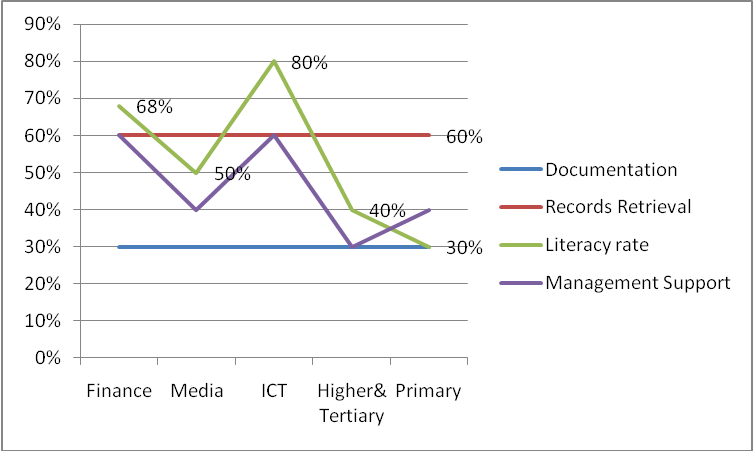 90%
80%
70%
60%
50%
40%
30%
20%
10%
0%
68%
50%
80%
40%
60%
30%
Finance
Media
ICT
Higher&
Tertiary
Primary
Documentation
Records Retrieval
Literacy rate
Management Support